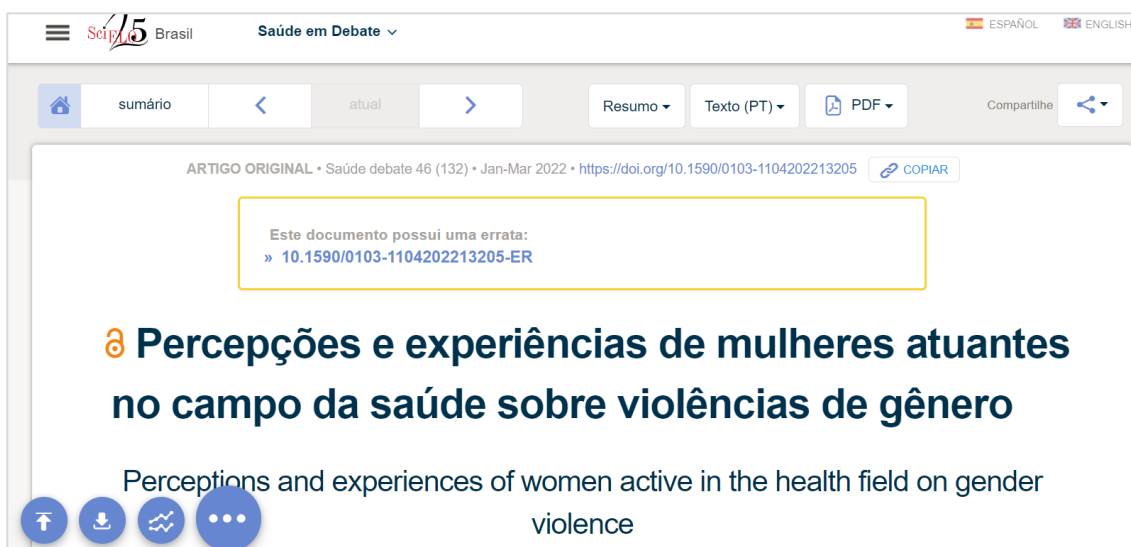 SciELO 25 Brasil
Saúde em Debate
ESPAÑOL
ENGLISH
sumário
atual
Resumo
Texto (PT)
PDF
Compartilhe
ARTIGO ORIGINAL • Saúde debate 46 (132) • Jan-Mar 2022 • https://doi.org/10.1590/0103-1104202213205
COPIAR
Este documento possui uma errata:
» 10.1590/0103-1104202213205-ER
Percepções e experiências de mulheres atuantes
no campo da saúde sobre violências de gênero
Perceptions and experiences of women active in the health field on gender
violence